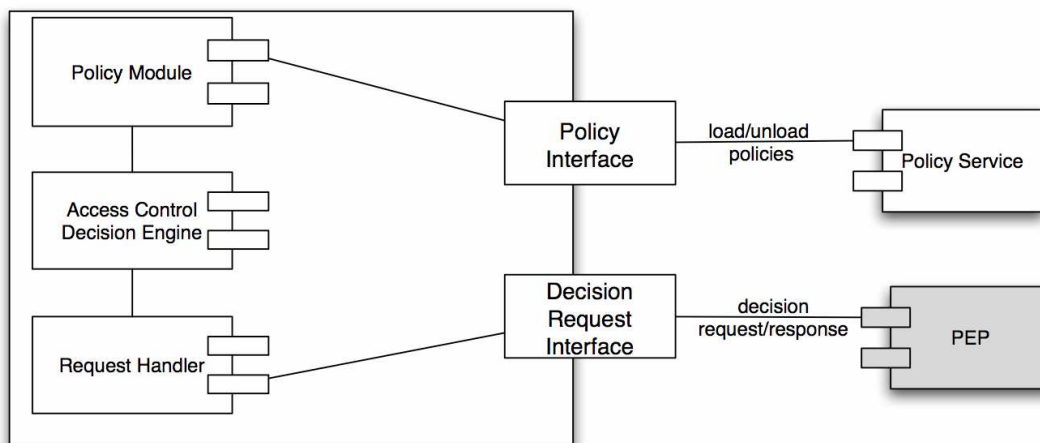 Policy Module
Policy
Interface
load/unload
policies
Policy Service
Access Control
Decision Engine
Decision
Request
Interface
decision
request/response
PEP
Request Handler